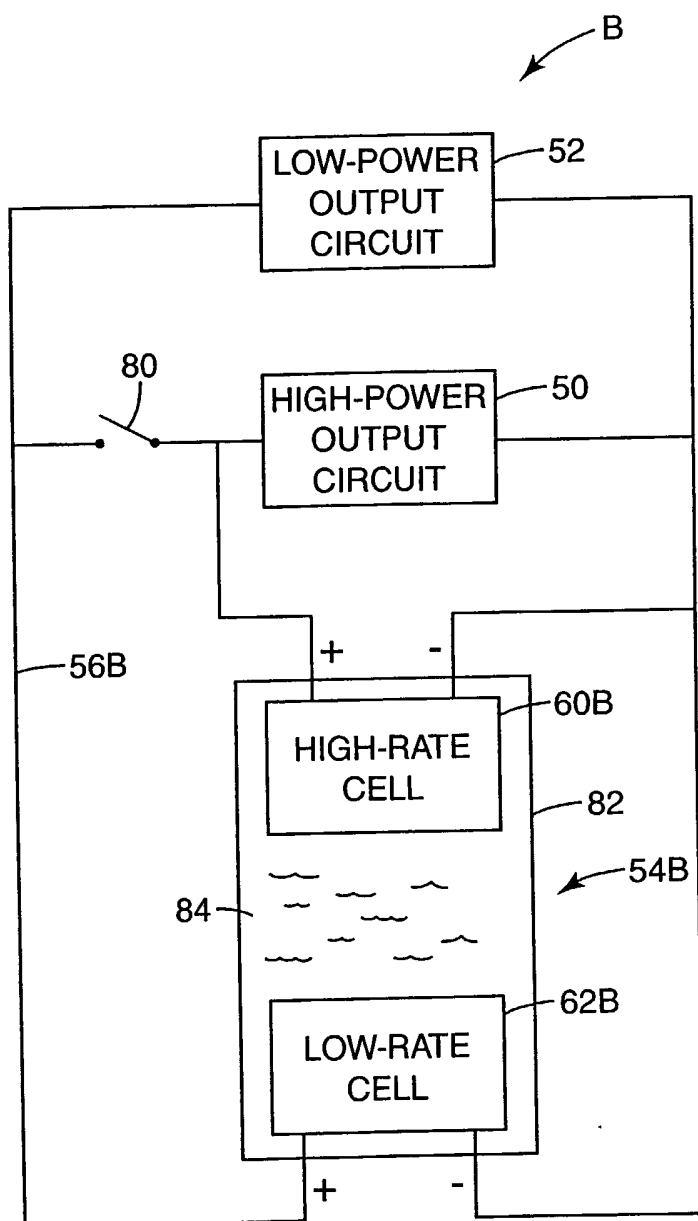 B
LOW-POWER
OUTPUT
CIRCUIT
52
80
HIGH-POWER
OUTPUT
CIRCUIT
50
56B
+ -
HIGH-RATE
CELL
60B
82
54B
84
62B
LOW-RATE
CELL
+ -